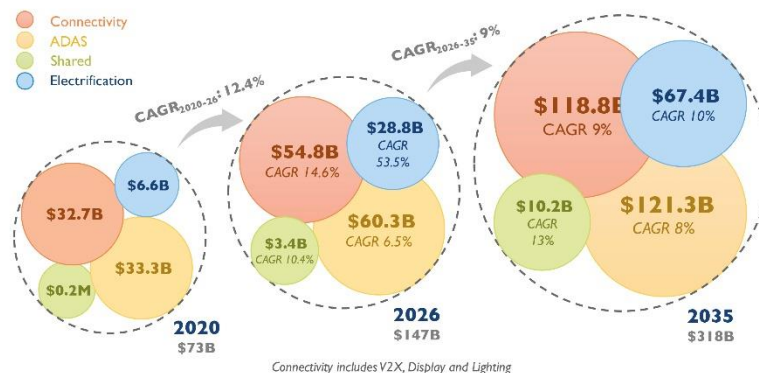 Connectivity
ADAS
Shared
Electrification
CAGR2020-26: 12.4%
CAGR2026-35: 9%
$32.7B
$6.6B
$33.3B
$0.2M
2020
$73B
$54.8B
CAGR 14.6%
$28.8B
CAGR
53.5%
$60.3B
CAGR 6.5%
$3.4B
CAGR 10.4%
2026
$147B
$118.8B
CAGR 9%
$67.4B
CAGR 10%
$121.3B
CAGR 8%
$10.2B
CAGR
13%
2035
$318B
Connectivity includes V2X, Display and Lighting